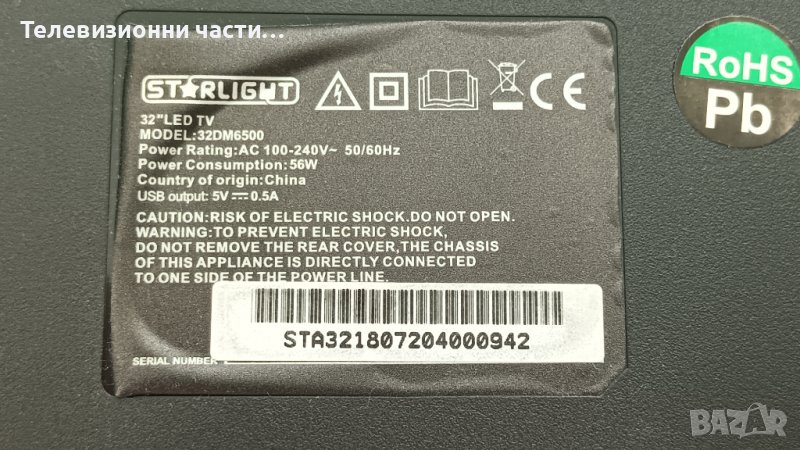 Телевизионни части...
STARLIGHT
CE
RoHS
Pb
32"LED TV
MODEL:32DM6500
Power Rating:AC 100-240V~ 50/60Hz
Power Consumption:56W
Country of origin:China
USB output: 5V⎓0.5A
CAUTION:RISK OF ELECTRIC SHOCK.DO NOT OPEN.
WARNING:TO PREVENT ELECTRIC SHOCK,
DO NOT REMOVE THE REAR COVER,THE CHASSIS
OF THIS APPLIANCE IS DIRECTLY CONNECTED
TO ONE SIDE OF THE POWER LINE.
STA321807204000942
SERIAL NUMBER
BAZAR